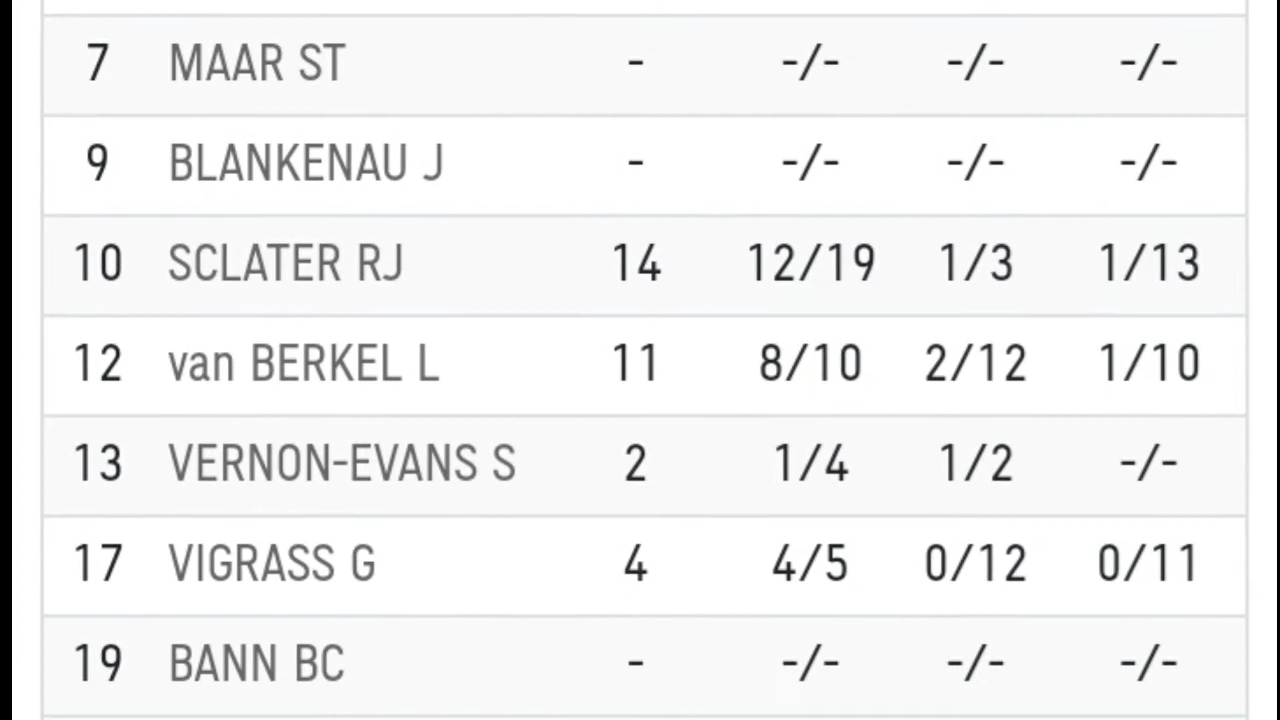 7 MAAR ST - -/- -/- -/-
9 BLANKENAU J - -/- -/- -/-
10 SCLATER RJ 14 12/19 1/3 1/13
12 van BERKEL L 11 8/10 2/12 1/10
13 VERNON-EVANS S 2 1/4 1/2 -/-
17 VIGRASS G 4 4/5 0/12 0/11
19 BANN BC - -/- -/- -/-